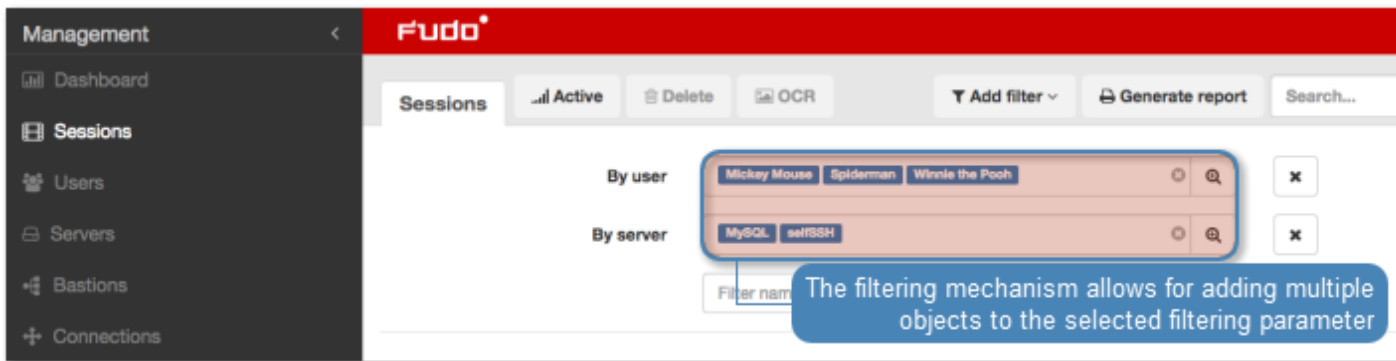 Management
FUDO
Dashboard
Sessions
Active
Delete
OCR
Add filter
Generate report
Search...
Sessions
Users
By user
Mickey Mouse Spiderman Winnie the Pooh
Servers
By server
MySQL selfSSH
Bastions
Filter nam
The filtering mechanism allows for adding multiple
objects to the selected filtering parameter
Connections